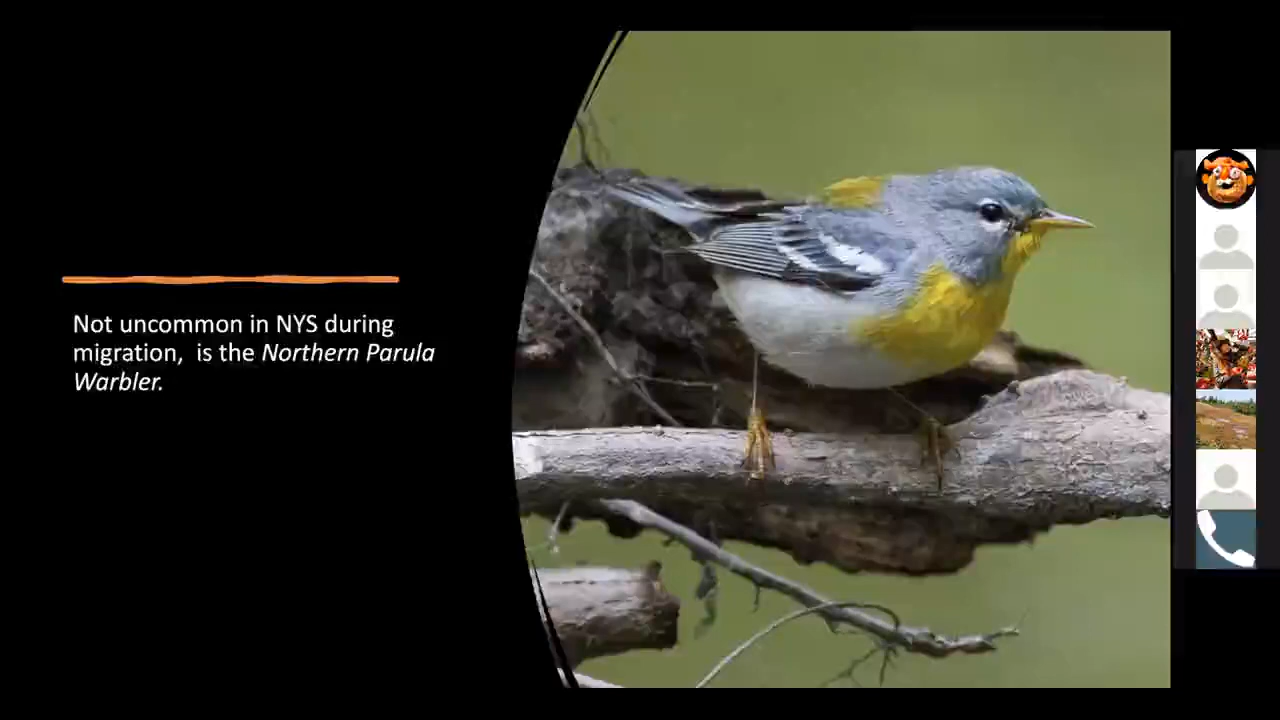 Not uncommon in NYS during
migration,  is the Northern Parula
Warbler.